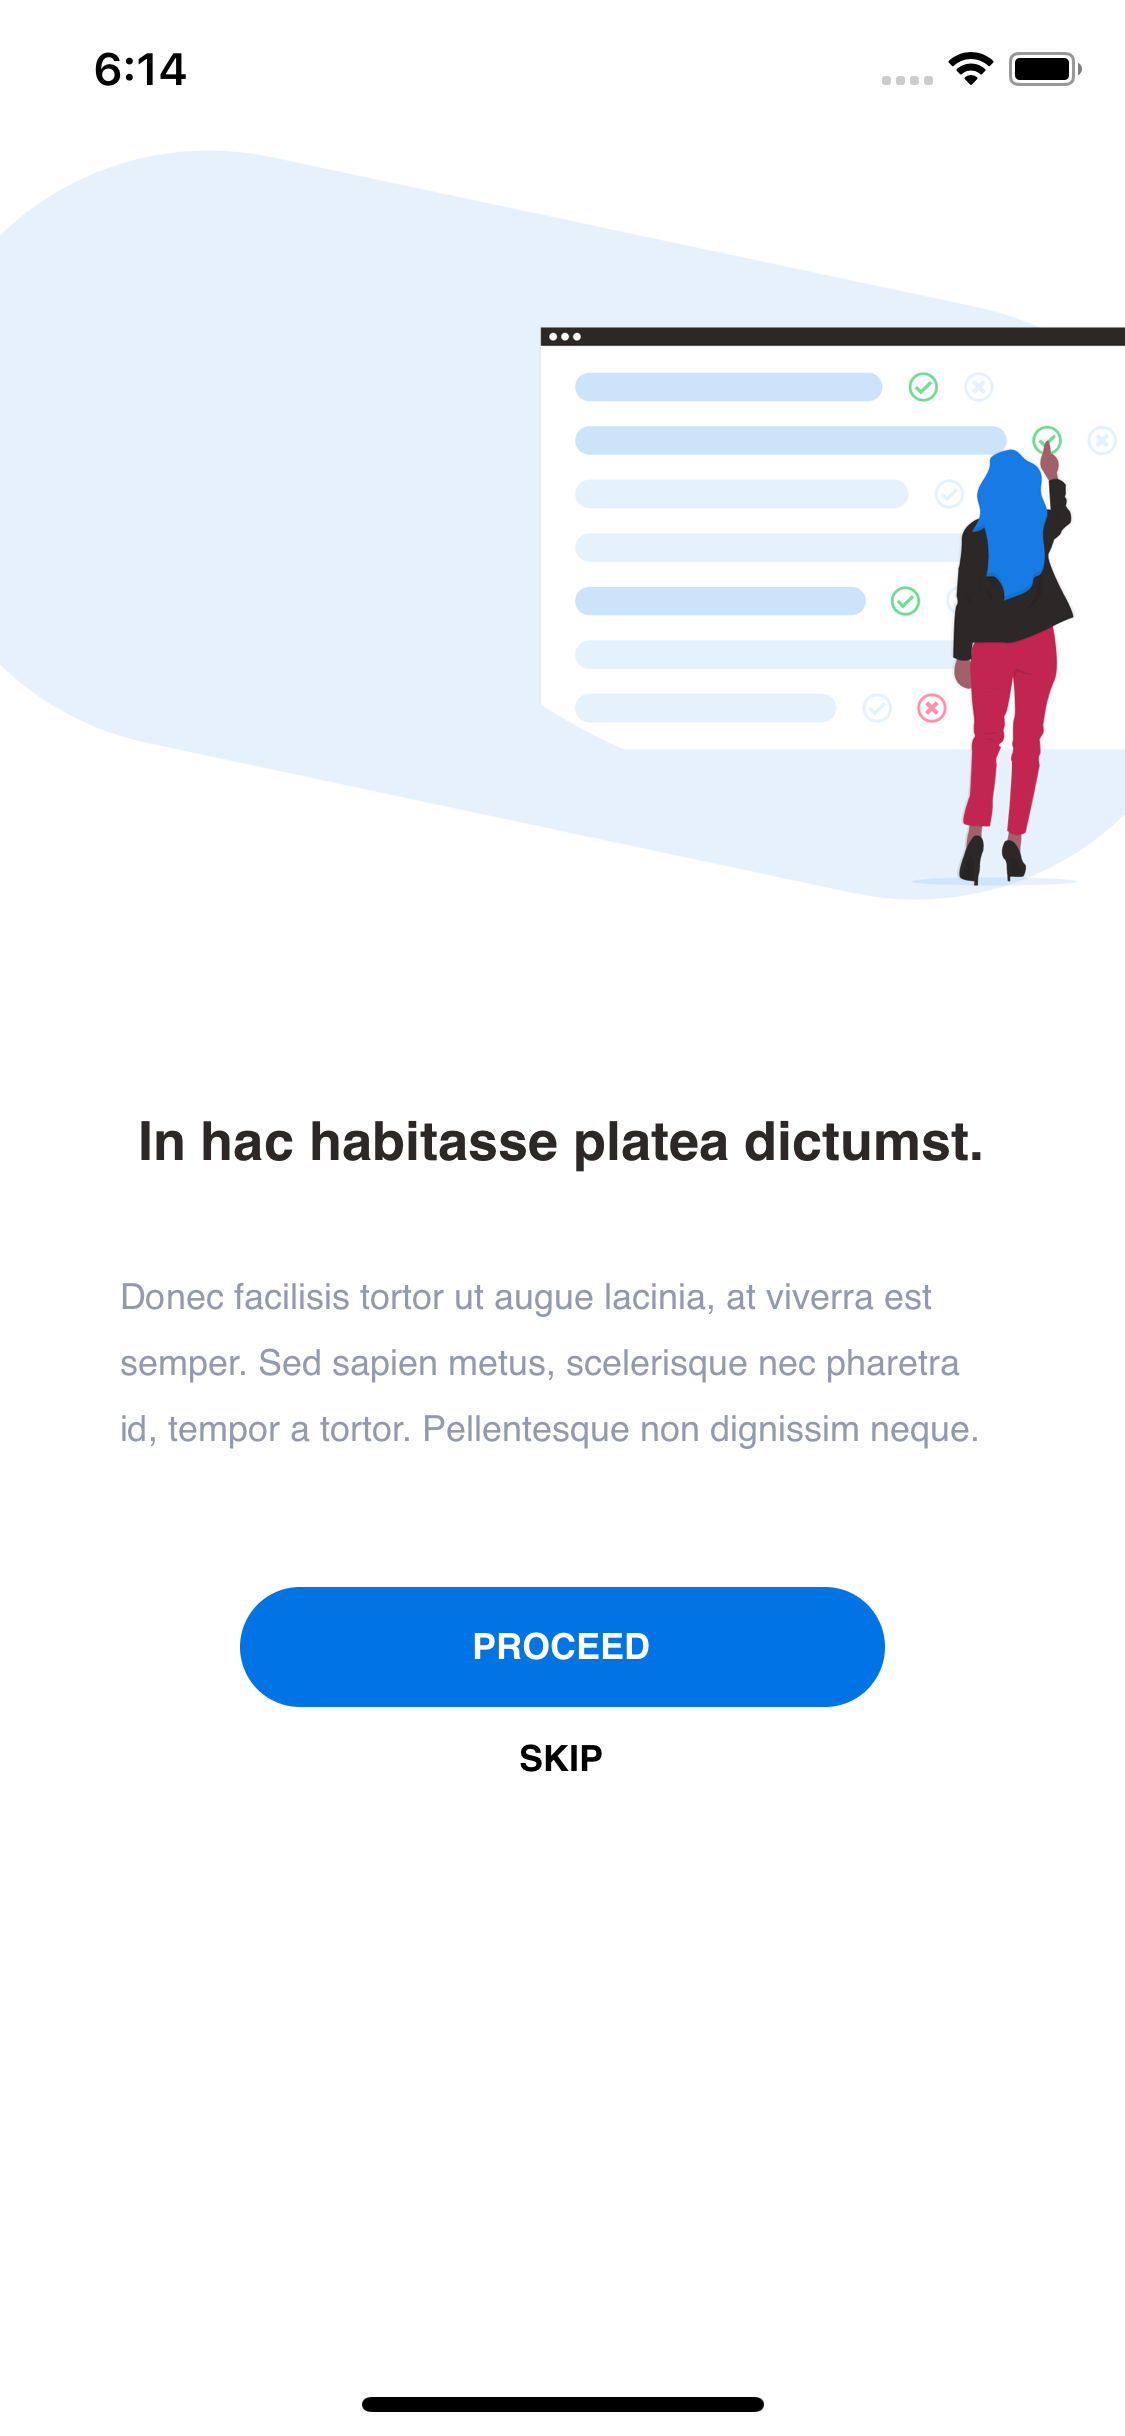 6:14
In hac habitasse platea dictumst.
Donec facilisis tortor ut augue lacinia, at viverra est
semper. Sed sapien metus, scelerisque nec pharetra
id, tempor a tortor. Pellentesque non dignissim neque.
PROCEED
SKIP